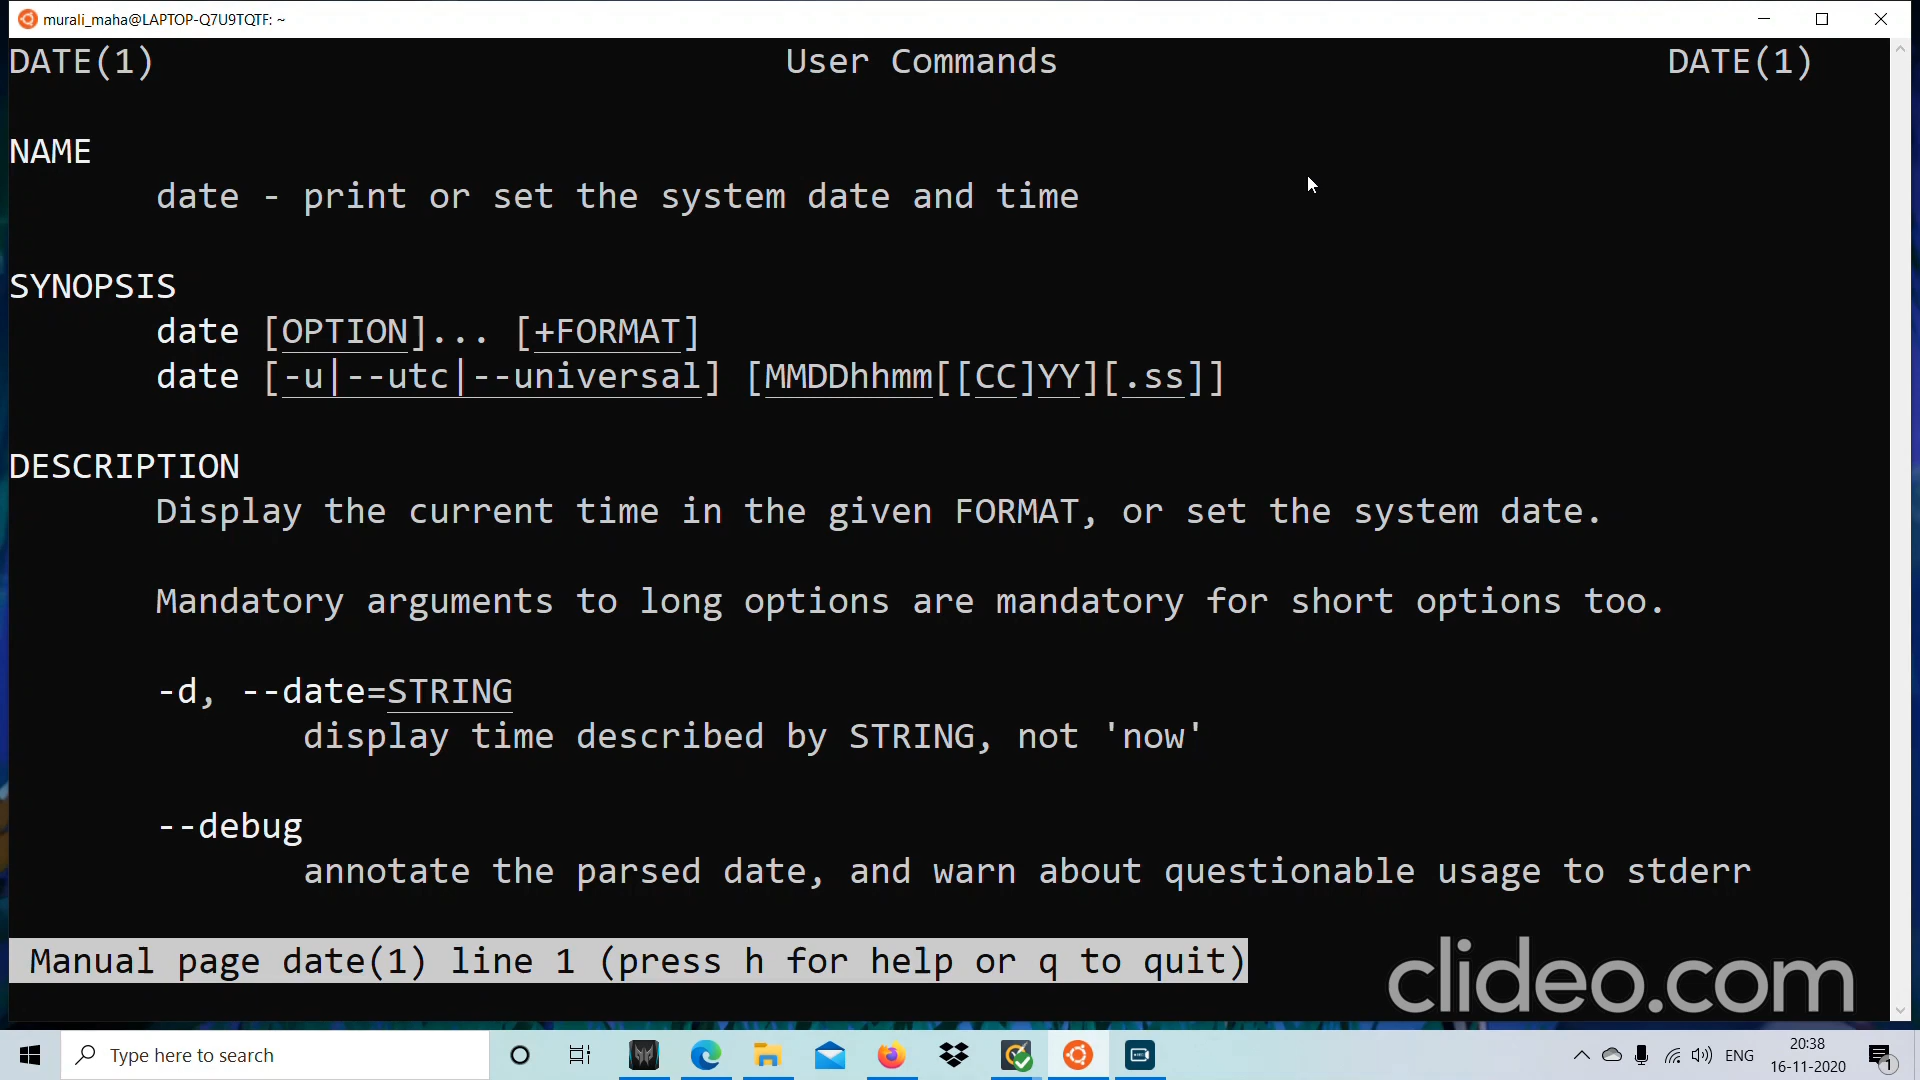 murali_maha@LAPTOP-Q7U9TQTF: ~
DATE(1) User Commands DATE(1)
NAME
date - print or set the system date and time
SYNOPSIS
date [OPTION]... [+FORMAT]
date [-u|--utc|--universal] [MMDDhhmm[[CC]YY][.ss]]
DESCRIPTION
Display the current time in the given FORMAT, or set the system date.
Mandatory arguments to long options are mandatory for short options too.
-d, --date=STRING
display time described by STRING, not 'now'
--debug
annotate the parsed date, and warn about questionable usage to stderr
Manual page date(1) line 1 (press h for help or q to quit)
clideo.com
Type here to search
ENG
20:38
16-11-2020
1